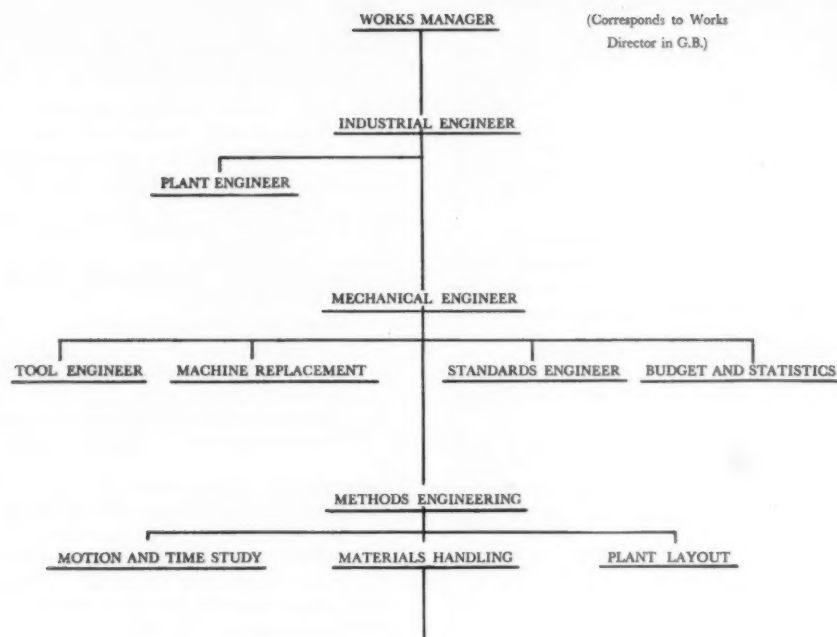 WORKS MANAGER
(Corresponds to Works
Director in G.B.)
INDUSTRIAL ENGINEER
PLANT ENGINEER
MECHANICAL ENGINEER
TOOL ENGINEER
MACHINE REPLACEMENT
STANDARDS ENGINEER
BUDGET AND STATISTICS
METHODS ENGINEERING
MOTION AND TIME STUDY
MATERIALS HANDLING
PLANT LAYOUT